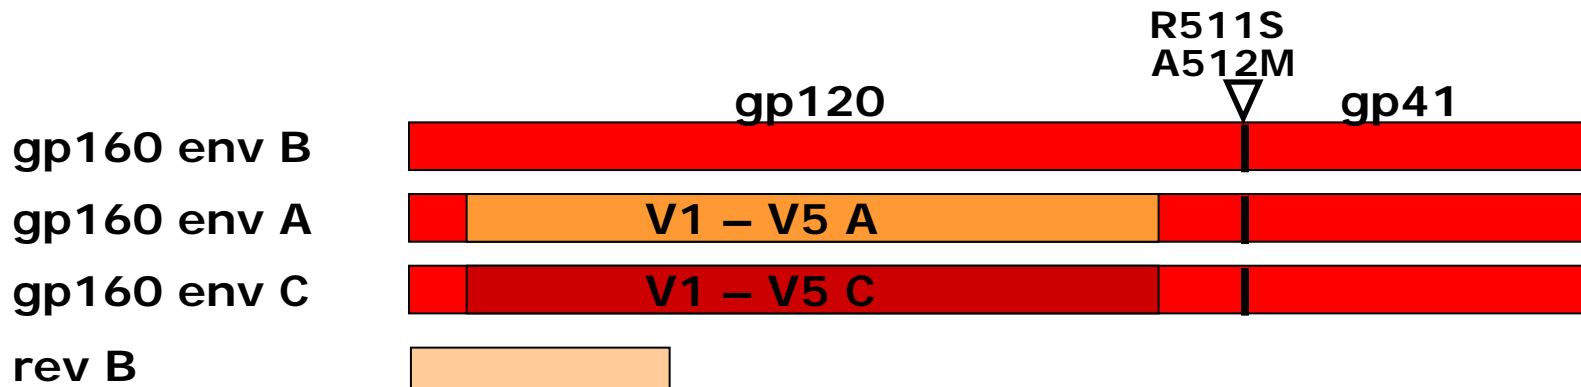 R511S
A512M
gp120
gp41
gp160 env B
gp160 env A
V1 – V5 A
gp160 env C
V1 – V5 C
rev B